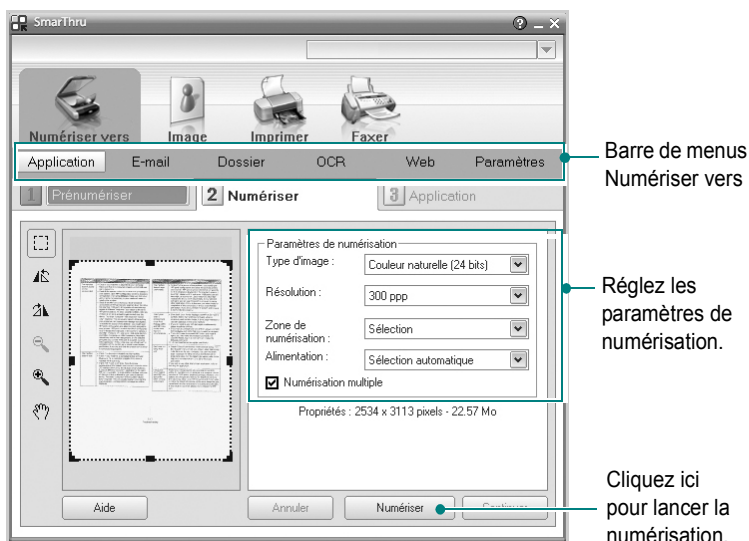 SmarThru
Numériser vers
Image
Imprimer
Faxer
Application
E-mail
Dossier
OCR
Web
Paramètres
1 Prénumériser
2 Numériser
3 Application
Paramètres de numérisation
Type d'image :
Couleur naturelle (24 bits)
Résolution :
300 ppp
Zone de
numérisation :
Sélection
Alimentation :
Sélection automatique
Numérisation multiple
Propriétés : 2534 x 3113 pixels - 22.57 Mo
Aide
Annuler
Numériser
Continuer
Barre de menus
Numériser vers
Réglez les
paramètres de
numérisation.
Cliquez ici
pour lancer la
numérisation.